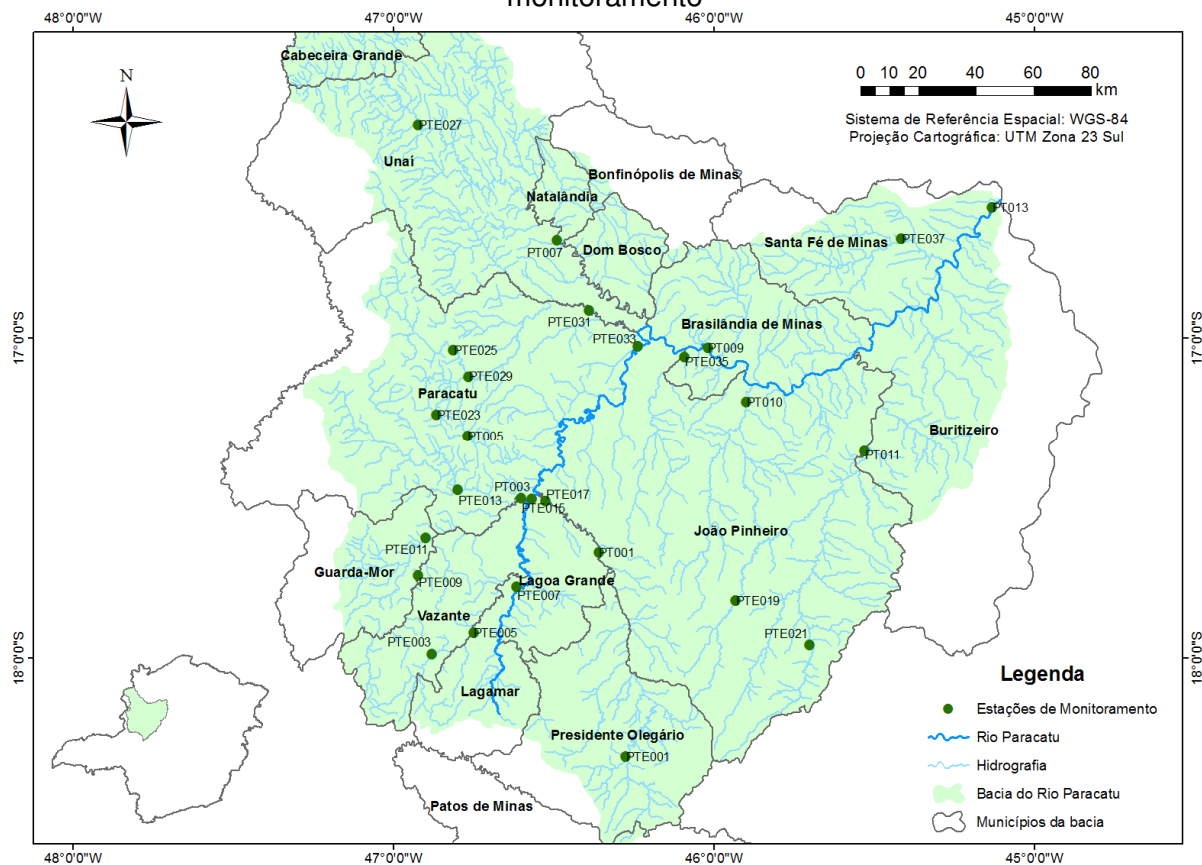 monitoramento
48°0'0"W 47°0'0"W 46°0'0"W 45°0'0"W
Cabeceira Grande
N
0 10 20 40 60 80
km
Sistema de Referência Espacial: WGS-84
Projeção Cartográfica: UTM Zona 23 Sul
PTE027
Unaí
Bonfinópolis de Minas
Natalândia
PT013
PT007
Dom Bosco
Santa Fé de Minas
PTE037
PTE031
Brasilândia de Minas
17°0'0"S
17°0'0"S
PTE033
PT009
PTE025
PTE035
PTE029
Paracatu
PT010
PTE023
Buritizeiro
PT005
PT011
PT003
PTE013
PTE017
PTE015
João Pinheiro
PTE011
PT001
Guarda-Mor
PTE009
Lagoa Grande
PTE007
PTE019
Vazante
PTE005
PTE003
PTE021
18°0'0"S
18°0'0"S
Legenda
Lagamar
Estações de Monitoramento
Presidente Olegário
Rio Paracatu
PTE001
Hidrografia
Bacia do Rio Paracatu
Patos de Minas
Municípios da bacia
48°0'0"W 47°0'0"W 46°0'0"W 45°0'0"W